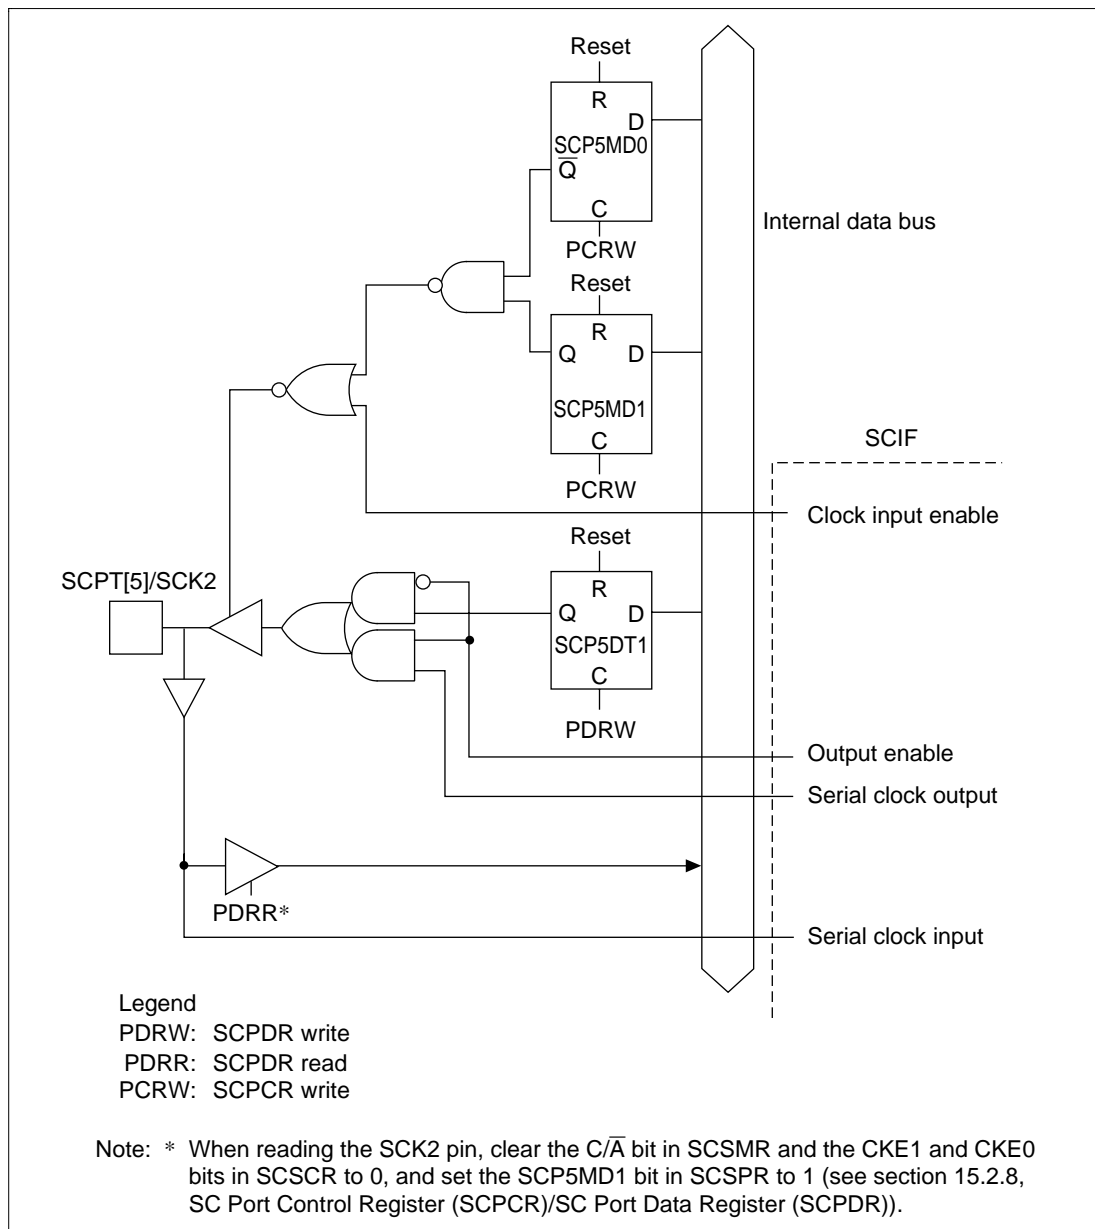 Reset
R
D
SCP5MD0
Q̅
C
PCRW
Internal data bus
Reset
R
Q D
SCP5MD1
C
PCRW
SCIF
Clock input enable
Reset
SCPT[5]/SCK2
R
Q D
SCP5DT1
C
PDRW
Output enable
Serial clock output
PDRR*
Serial clock input
Legend
PDRW: SCPDR write
PDRR: SCPDR read
PCRW: SCPCR write
Note: * When reading the SCK2 pin, clear the C/A̅ bit in SCSMR and the CKE1 and CKE0
bits in SCSCR to 0, and set the SCP5MD1 bit in SCSPR to 1 (see section 15.2.8,
SC Port Control Register (SCPCR)/SC Port Data Register (SCPDR)).